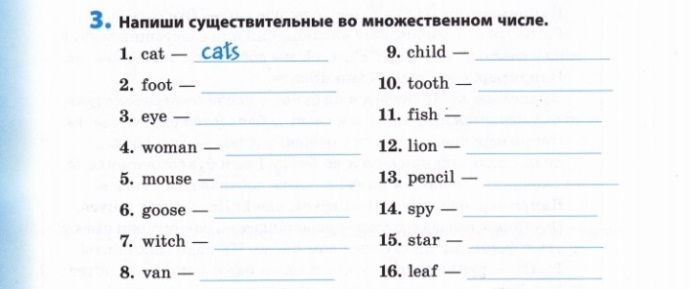 3. Напиши существительные во множественном числе.
1. cat — cats
2. foot —
3. eye —
4. woman —
5. mouse —
6. goose —
7. witch —
8. van —
9. child —
10. tooth —
11. fish —
12. lion —
13. pencil —
14. spy —
15. star —
16. leaf —